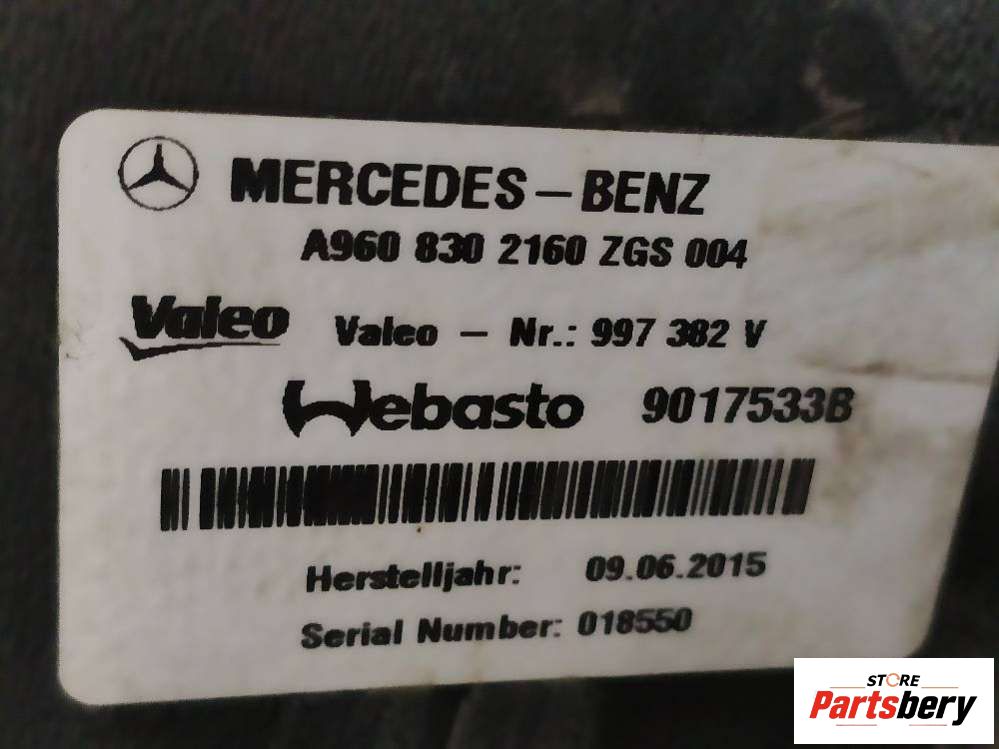 MERCEDES-BENZ
A960 830 2160 ZGS 004
Valeo Valeo - Nr.: 997 382 V
Webasto 9017533B
Herstelljahr: 09.06.2015
Serial Number: 018550
STORE
Partsbery